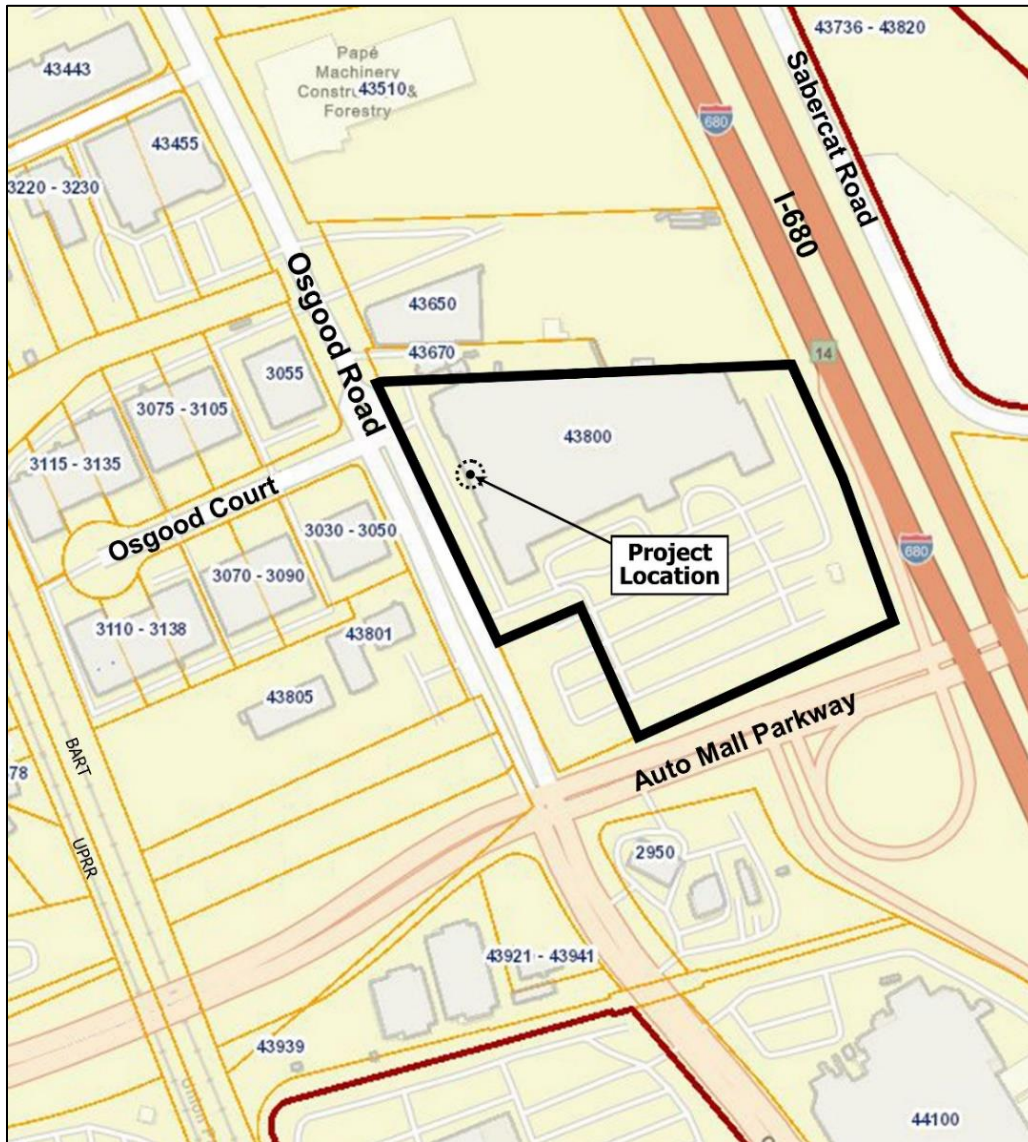 43736 - 43820
43443
Papé
Machinery
Constru
43510
&
Forestry
Sabercat Road
680
43455
3220 - 3230
I-680
Osgood Road
43650
14
43670
3055
3075 - 3105
43800
3115 - 3135
Osgood Court
3030 - 3050
680
Project
Location
3070 - 3090
3110 - 3138
43801
43805
Auto Mall Parkway
BART
78
UPRR
2950
43921 - 43941
43939
Union
44100